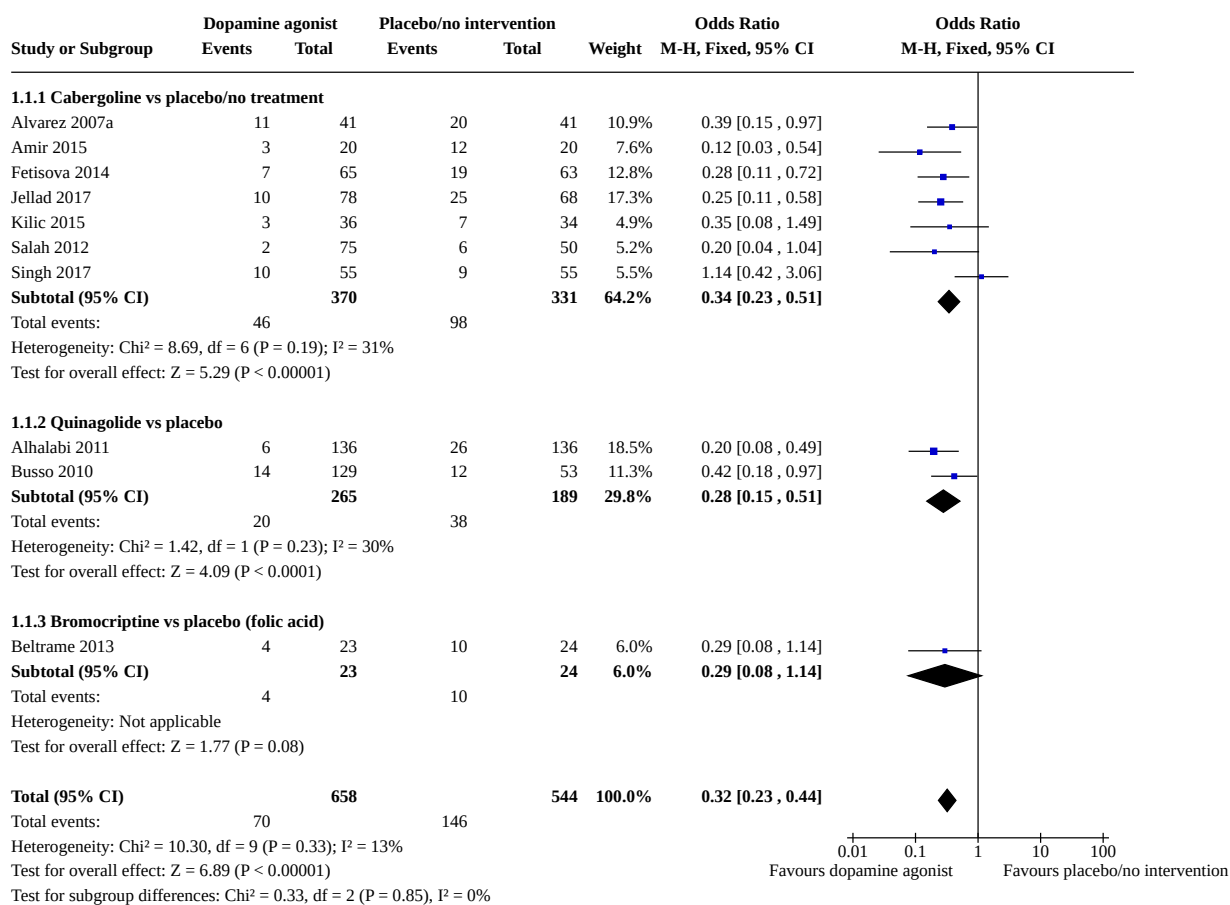 Dopamine agonist Placebo/no intervention Odds Ratio Odds Ratio
Study or Subgroup Events Total Events Total Weight M-H, Fixed, 95% CI M-H, Fixed, 95% CI
1.1.1 Cabergoline vs placebo/no treatment
Alvarez 2007a 11 41 20 41 10.9% 0.39 [0.15 , 0.97]
Amir 2015 3 20 12 20 7.6% 0.12 [0.03 , 0.54]
Fetisova 2014 7 65 19 63 12.8% 0.28 [0.11 , 0.72]
Jellad 2017 10 78 25 68 17.3% 0.25 [0.11 , 0.58]
Kilic 2015 3 36 7 34 4.9% 0.35 [0.08 , 1.49]
Salah 2012 2 75 6 50 5.2% 0.20 [0.04 , 1.04]
Singh 2017 10 55 9 55 5.5% 1.14 [0.42 , 3.06]
Subtotal (95% CI) 370 331 64.2% 0.34 [0.23 , 0.51]
Total events: 46 98
Heterogeneity: Chi² = 8.69, df = 6 (P = 0.19); I² = 31%
Test for overall effect: Z = 5.29 (P < 0.00001)
1.1.2 Quinagolide vs placebo
Alhalabi 2011 6 136 26 136 18.5% 0.20 [0.08 , 0.49]
Busso 2010 14 129 12 53 11.3% 0.42 [0.18 , 0.97]
Subtotal (95% CI) 265 189 29.8% 0.28 [0.15 , 0.51]
Total events: 20 38
Heterogeneity: Chi² = 1.42, df = 1 (P = 0.23); I² = 30%
Test for overall effect: Z = 4.09 (P < 0.0001)
1.1.3 Bromocriptine vs placebo (folic acid)
Beltrame 2013 4 23 10 24 6.0% 0.29 [0.08 , 1.14]
Subtotal (95% CI) 23 24 6.0% 0.29 [0.08 , 1.14]
Total events: 4 10
Heterogeneity: Not applicable
Test for overall effect: Z = 1.77 (P = 0.08)
Total (95% CI) 658 544 100.0% 0.32 [0.23 , 0.44]
Total events: 70 146
Heterogeneity: Chi² = 10.30, df = 9 (P = 0.33); I² = 13%
0.01 0.1 1 10 100
Test for overall effect: Z = 6.89 (P < 0.00001) Favours dopamine agonist Favours placebo/no intervention
Test for subgroup differences: Chi² = 0.33, df = 2 (P = 0.85), I² = 0%